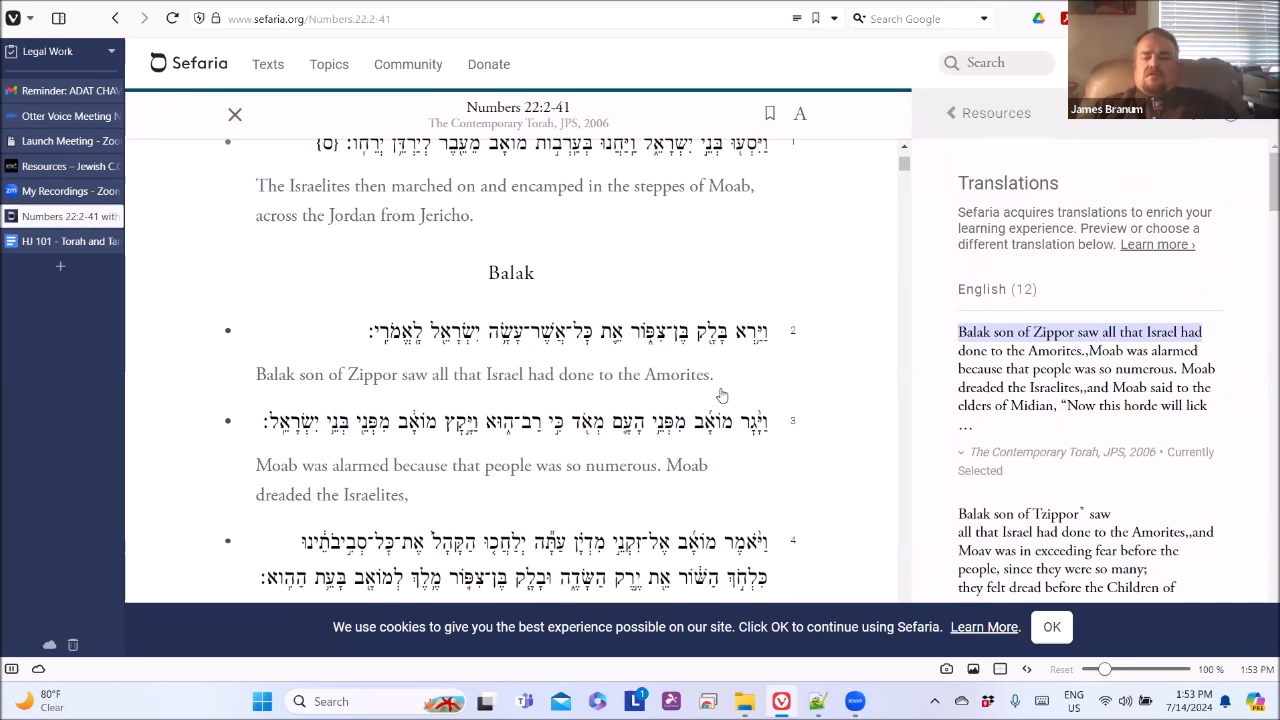 www.sefaria.org/Numbers.22.2-41
Search Google
Legal Work
Reminder: ADAT CHAV
Otter Voice Meeting N
Launch Meeting - Zoo
Resources – Jewish C.C
My Recordings - Zoom
Numbers 22:2-41 with
HJ 101 - Torah and Tar
Sefaria
Texts
Topics
Community
Donate
Search
James Branum
Numbers 22:2-41
The Contemporary Torah, JPS, 2006
A
Resources
וַיִּסְע֖וּ בְּנֵ֣י יִשְׂרָאֵ֑ל וַֽיַּחֲנוּ֙ בְּעַֽרְב֣וֹת מוֹאָ֔ב מֵעֵ֖בֶר לְיַרְדֵּ֥ן יְרֵחֽוֹ׃ {ס}
1
The Israelites then marched on and encamped in the steppes of Moab,
across the Jordan from Jericho.
Balak
וַיַּ֥רְא בָּלָ֖ק בֶּן־צִפּ֑וֹר אֵ֛ת כׇּל־אֲשֶׁר־עָשָׂ֥ה יִשְׂרָאֵ֖ל לָֽאֱמֹרִֽי׃
2
Balak son of Zippor saw all that Israel had done to the Amorites.
וַיָּ֨גׇר מוֹאָ֜ב מִפְּנֵ֥י הָעָ֛ם מְאֹ֖ד כִּ֣י רַב־ה֑וּא וַיָּ֣קׇץ מוֹאָ֔ב מִפְּנֵ֖י בְּנֵ֥י יִשְׂרָאֵֽל׃
3
Moab was alarmed because that people was so numerous. Moab
dreaded the Israelites,
וַיֹּ֨אמֶר מוֹאָ֜ב אֶל־זִקְנֵ֣י מִדְיָ֗ן עַתָּ֞ה יְלַחֲכ֤וּ הַקָּהָל֙ אֶת־כׇּל־סְבִ֣יבֹתֵ֔ינוּ
4
כִּלְחֹ֣ךְ הַשּׁ֔וֹר אֵ֖ת יֶ֣רֶק הַשָּׂדֶ֑ה וּבָלָ֧ק בֶּן־צִפּ֛וֹר מֶ֥לֶךְ לְמוֹאָ֖ב בָּעֵ֥ת הַהִֽוא׃
Translations
Sefaria acquires translations to enrich your
learning experience. Preview or choose a
different translation below. Learn more ›
English (12)
Balak son of Zippor saw all that Israel had
done to the Amorites.,Moab was alarmed
because that people was so numerous. Moab
dreaded the Israelites,,and Moab said to the
elders of Midian, “Now this horde will lick
…
The Contemporary Torah, JPS, 2006 • Currently
Selected
Balak son of Tzippor* saw
all that Israel had done to the Amorites,,and
Moav was in exceeding fear before the
people, since they were so many;
they felt dread before the Children of
We use cookies to give you the best experience possible on our site. Click OK to continue using Sefaria. Learn More.
OK
Reset
100 %
1:53 PM
80°F
Clear
Search
L
1
zoom
ENG
US
1:53 PM
7/14/2024
PRE